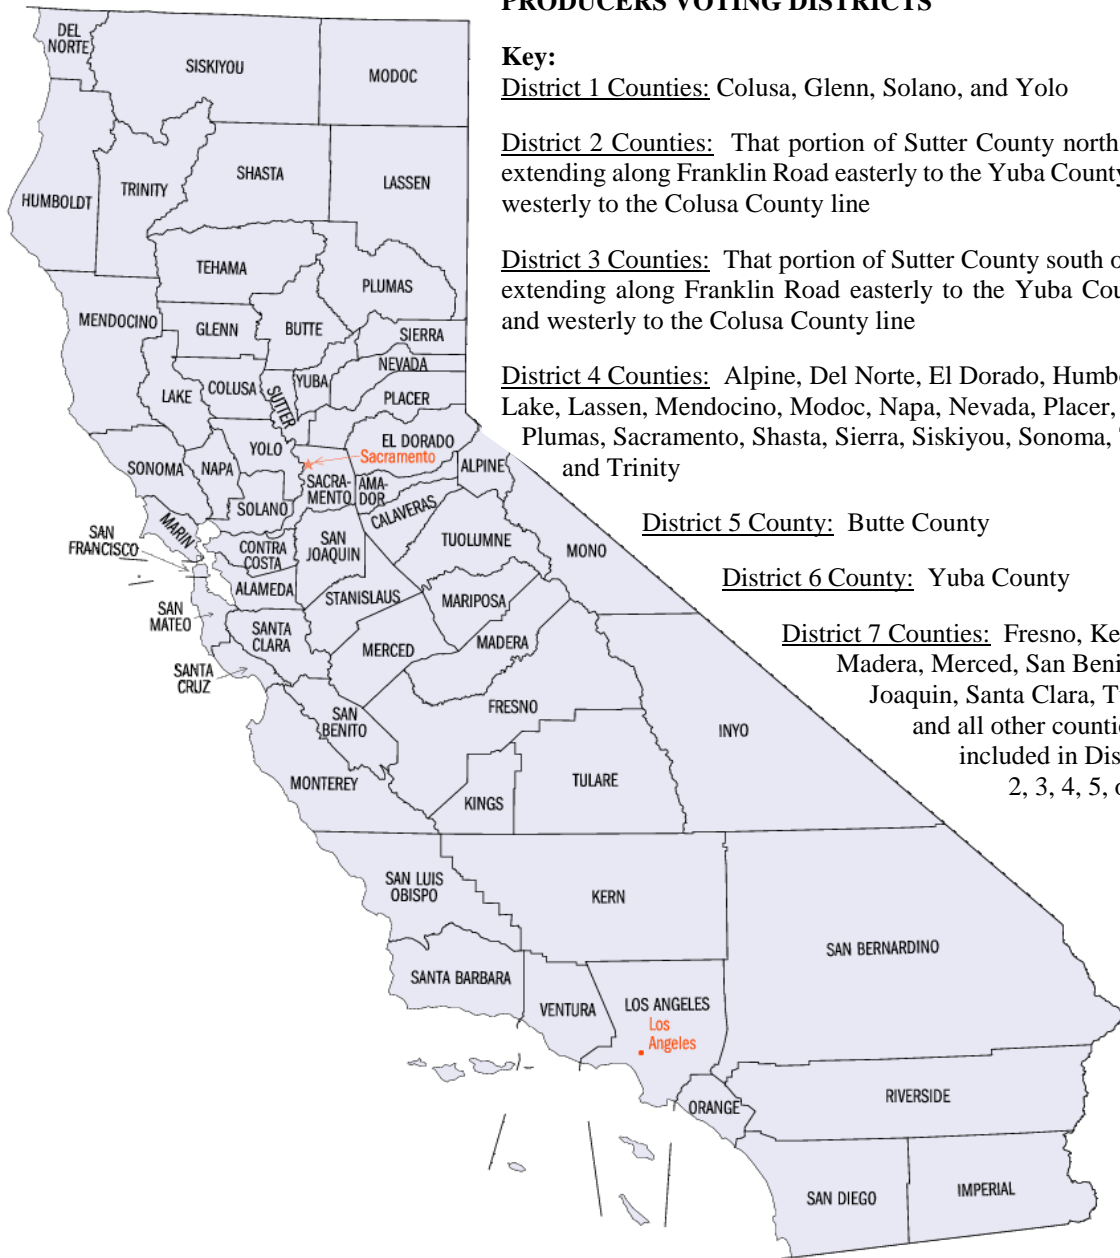 PRODUCERS VOTING DISTRICTS
Key:
District 1 Counties: Colusa, Glenn, Solano, and Yolo
District 2 Counties: That portion of Sutter County north
extending along Franklin Road easterly to the Yuba County
westerly to the Colusa County line
District 3 Counties: That portion of Sutter County south
extending along Franklin Road easterly to the Yuba
and westerly to the Colusa County line
District 4 Counties: Alpine, Del Norte, El Dorado,
Lake, Lassen, Mendocino, Modoc, Napa, Nevada, Placer,
Plumas, Sacramento, Shasta, Sierra, Siskiyou, Sonoma,
and Trinity
District 5 County: Butte County
District 6 County: Yuba County
District 7 Counties: Fresno,
Madera, Merced, San
Joaquin, Santa Clara,
and all other
included in
2, 3, 4, 5,
DEL
NORTE
SISKIYOU
MODOC
HUMBOLDT
TRINITY
SHASTA
LASSEN
TEHAMA
PLUMAS
MENDOCINO
GLENN
BUTTE
SIERRA
NEVADA
LAKE
COLUSA
SUTTER
YUBA
PLACER
YOLO
EL DORADO
Sacramento
SONOMA
NAPA
SACRA-
MENTO
AMA-
DOR
ALPINE
SOLANO
CALAVERAS
MARIN
SAN
FRANCISCO
CONTRA
COSTA
SAN
JOAQUIN
TUOLUMNE
MONO
ALAMEDA
STANISLAUS
MARIPOSA
SAN
MATEO
SANTA
CLARA
MERCED
MADERA
SANTA
CRUZ
SAN
BENITO
FRESNO
INYO
MONTEREY
KINGS
TULARE
SAN LUIS
OBISPO
KERN
SAN BERNARDINO
SANTA BARBARA
VENTURA
LOS ANGELES
Los
Angeles
ORANGE
RIVERSIDE
SAN DIEGO
IMPERIAL